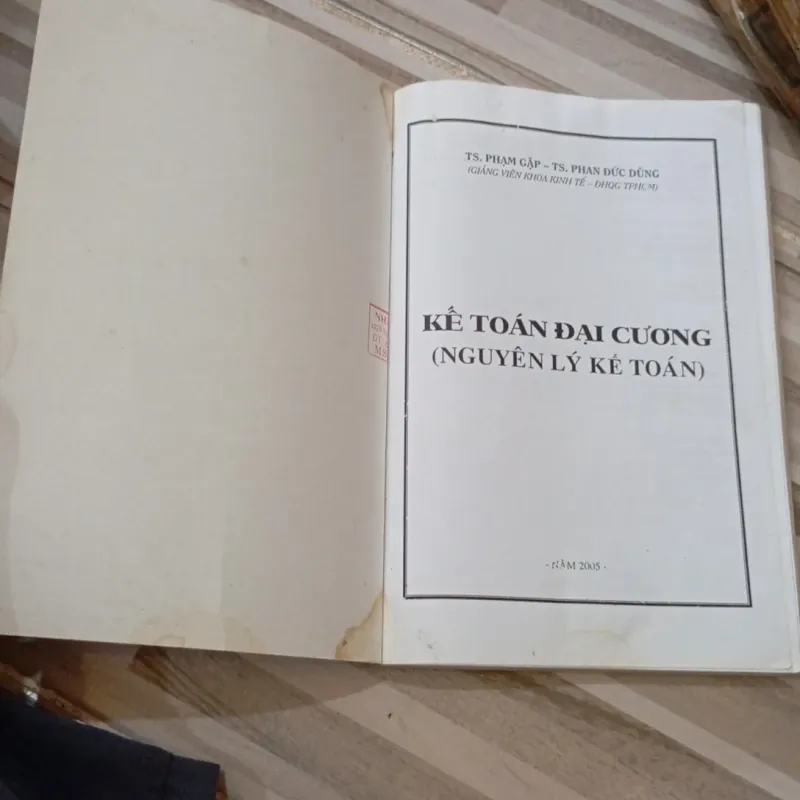 TS. PHẠM GẶP – TS. PHAN ĐỨC DŨNG
(GIẢNG VIÊN KHOA KINH TẾ – ĐHQG TPHCM)
KẾ TOÁN ĐẠI CƯƠNG
(NGUYÊN LÝ KẾ TOÁN)
- NĂM 2005 -